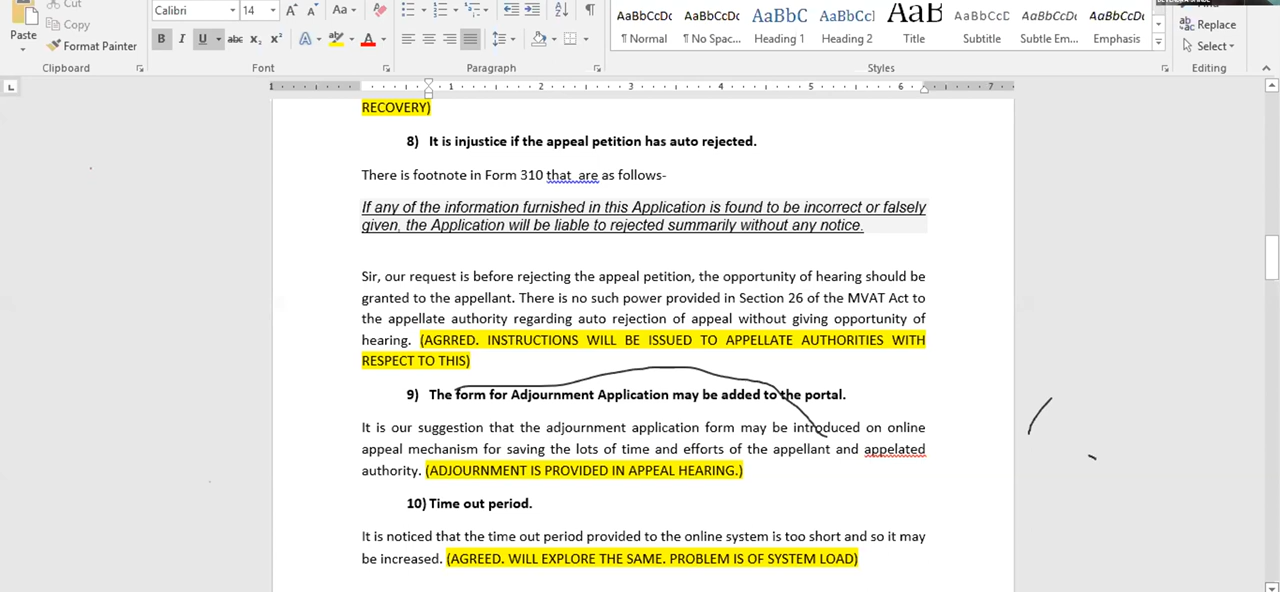 Cut
Calibri 14 Aa
AaBbCcDc AaBbCcDc AaBbC AaBbCcl AaB AaBbCcDc AaBbCcDc AaBbCcDc
Replace
Copy
Paste
Format Painter
B I U abc x₂ x² A A
¶ Normal ¶ No Spac... Heading 1 Heading 2 Title Subtitle Subtle Em... Emphasis
Select
Clipboard Font Paragraph Styles Editing
1 1 2 3 4 5 6 7
RECOVERY)
8) It is injustice if the appeal petition has auto rejected.
There is footnote in Form 310 that are as follows-
If any of the information furnished in this Application is found to be incorrect or falsely
given, the Application will be liable to rejected summarily without any notice.
Sir, our request is before rejecting the appeal petition, the opportunity of hearing should be
granted to the appellant. There is no such power provided in Section 26 of the MVAT Act to
the appellate authority regarding auto rejection of appeal without giving opportunity of
hearing. (AGRRED. INSTRUCTIONS WILL BE ISSUED TO APPELLATE AUTHORITIES WITH
RESPECT TO THIS)
9) The form for Adjournment Application may be added to the portal.
It is our suggestion that the adjournment application form may be introduced on online
appeal mechanism for saving the lots of time and efforts of the appellant and appelated
authority. (ADJOURNMENT IS PROVIDED IN APPEAL HEARING.)
10) Time out period.
It is noticed that the time out period provided to the online system is too short and so it may
be increased. (AGREED. WILL EXPLORE THE SAME. PROBLEM IS OF SYSTEM LOAD)